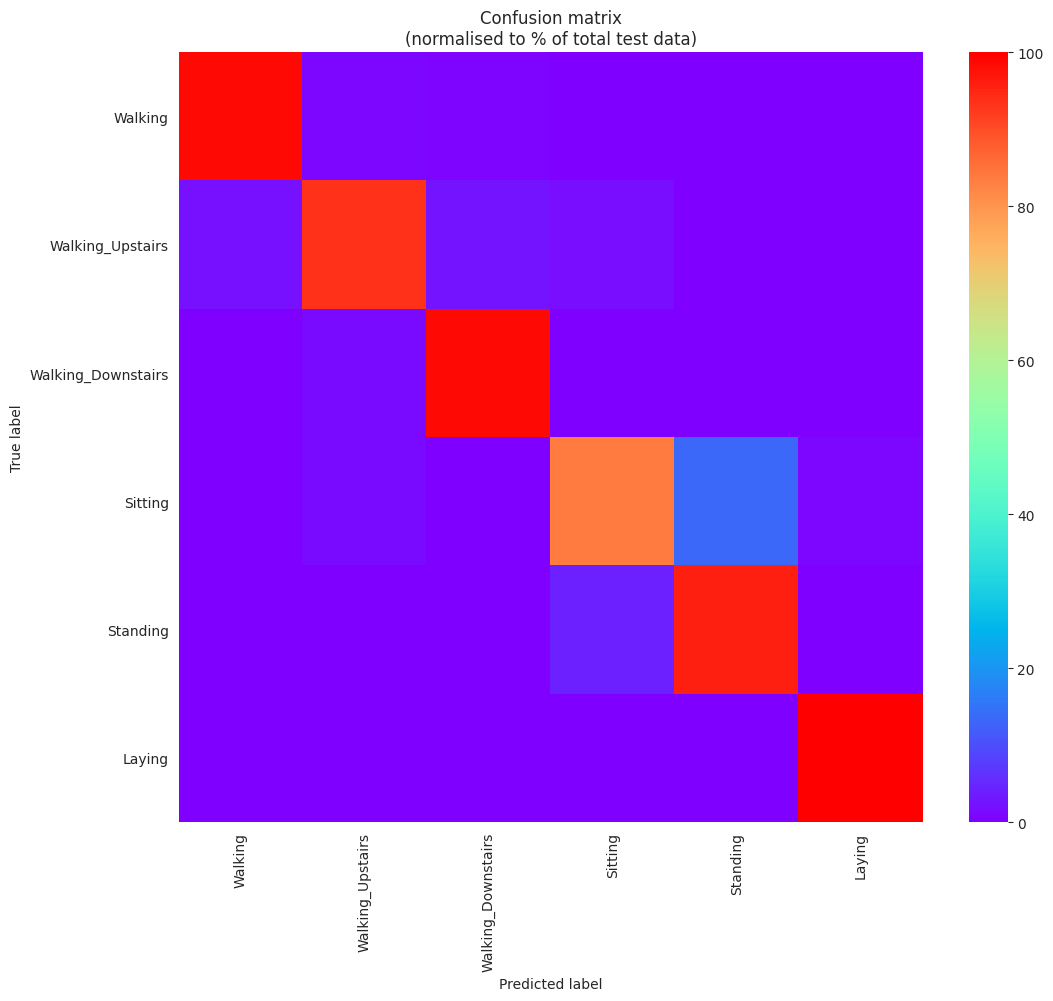 Confusion matrix
(normalised to % of total test data)
True label
Walking
Walking_Upstairs
Walking_Downstairs
Sitting
Standing
Laying
100
80
60
40
20
0
Walking
Walking_Upstairs
Walking_Downstairs
Sitting
Standing
Laying
Predicted label